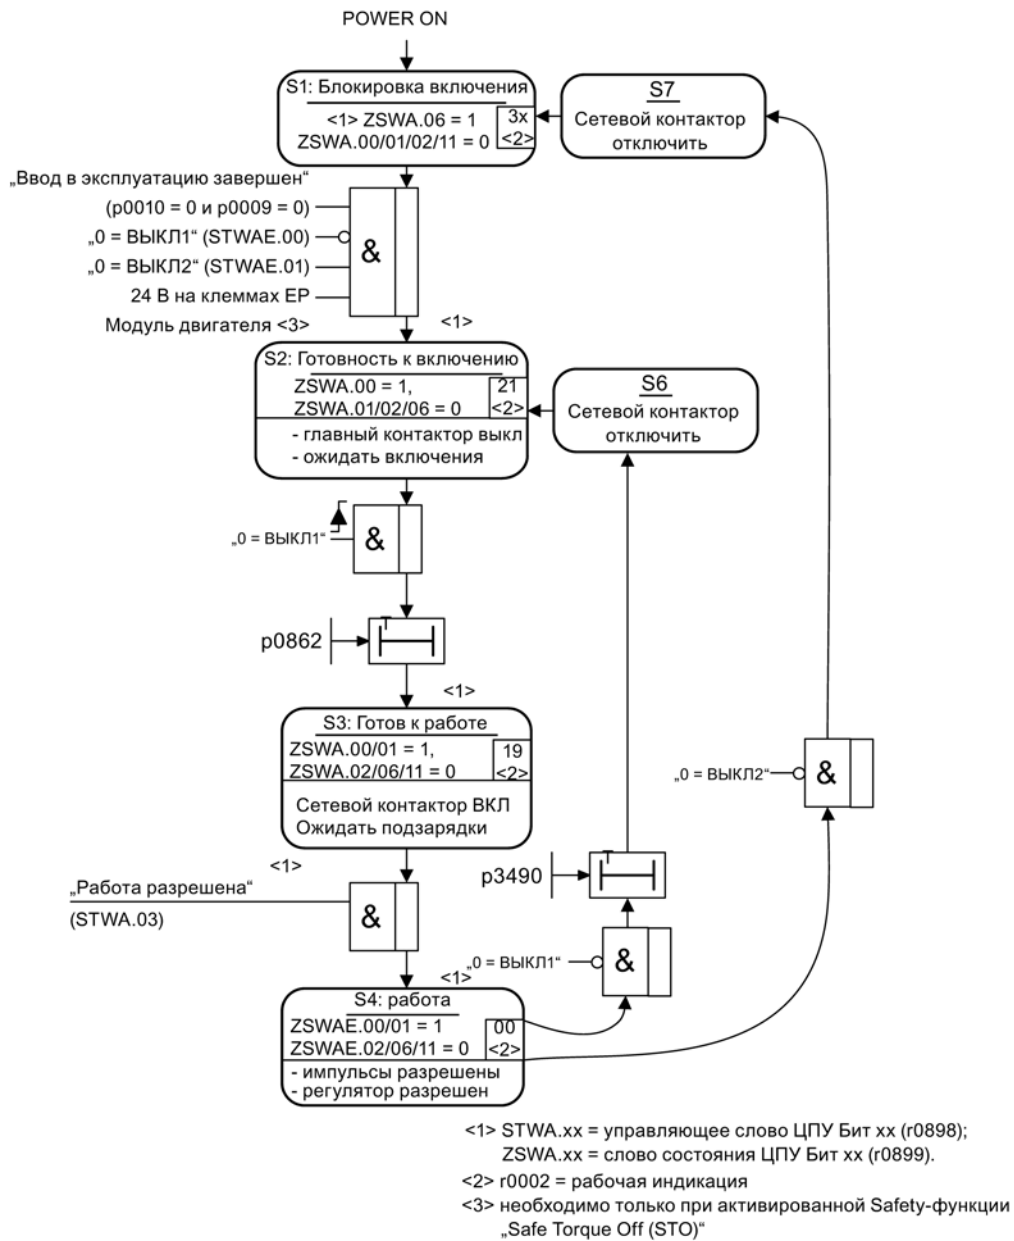 POWER ON
S1: Блокировка включения
<1> ZSWA.06 = 1
ZSWA.00/01/02/11 = 0
3x
<2>
S7
Сетевой контактор
отключить
„Ввод в эксплуатацию завершен“
(p0010 = 0 и p0009 = 0)
„0 = ВЫКЛ1“ (STWAE.00)
„0 = ВЫКЛ2“ (STWAE.01)
24 В на клеммах EP
Модуль двигателя <3>
&
<1>
S2: Готовность к включению
ZSWA.00 = 1,
ZSWA.01/02/06 = 0
21
<2>
- главный контактор выкл
- ожидать включения
S6
Сетевой контактор
отключить
„0 = ВЫКЛ1“
&
p0862
T
<1>
S3: Готов к работе
ZSWA.00/01 = 1,
ZSWA.02/06/11 = 0
19
<2>
Сетевой контактор ВКЛ
Ожидать подзарядки
„0 = ВЫКЛ2“
&
<1>
p3490
T
„Работа разрешена“
(STWA.03)
&
„0 = ВЫКЛ1“
&
<1>
S4: работа
ZSWAE.00/01 = 1
ZSWAE.02/06/11 = 0
00
<2>
- импульсы разрешены
- регулятор разрешен
<1> STWA.xx = управляющее слово ЦПУ Бит xx (r0898);
ZSWA.xx = слово состояния ЦПУ Бит xx (r0899).
<2> r0002 = рабочая индикация
<3> необходимо только при активированной Safety-функции
„Safe Torque Off (STO)“